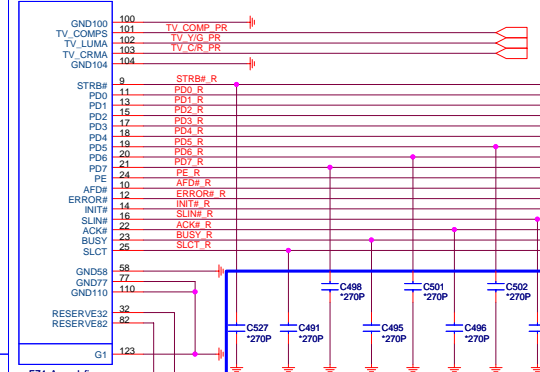 GND100 100
TV_COMPS 101 TV_COMP_PR
TV_LUMA 102 TV_Y/G_PR
TV_CRMA 103 TV_C/R_PR
GND104 104
STRB# 9 STRB#_R
PD0 11 PD0_R
PD1 13 PD1_R
PD2 15 PD2_R
PD3 17 PD3_R
PD4 18 PD4_R
PD5 19 PD5_R
PD6 20 PD6_R
PD7 21 PD7_R
PE 24 PE_R
AFD# 10 AFD#_R
ERROR# 12 ERROR#_R
INIT# 14 INIT#_R
SLIN# 16 SLIN#_R
ACK# 22 ACK#_R
BUSY 23 BUSY_R
SLCT 25 SLCT_R
GND58 58
GND77 77
GND110 110
C498 C501 C502
*270P *270P *270P
RESERVE32 32
RESERVE82 82
C527 C491 C495 C496
*270P *270P *270P *270P
G1 123